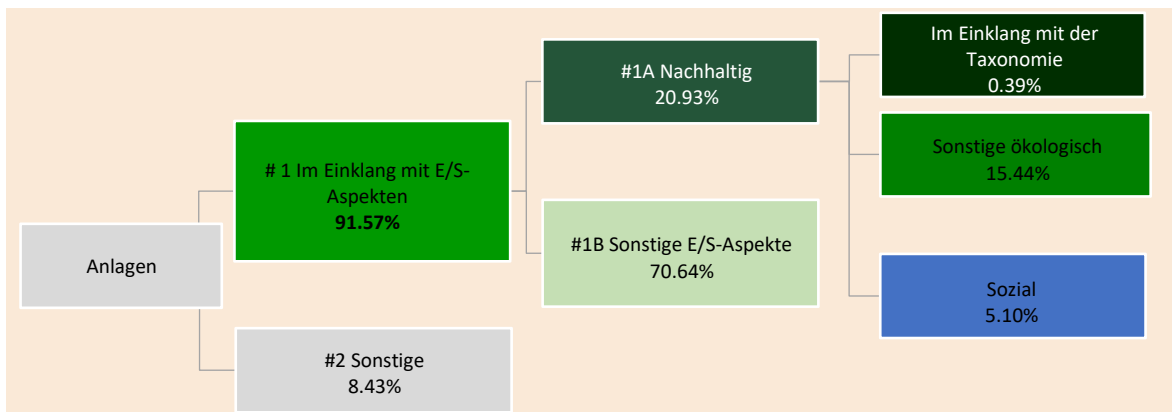 Anlagen
# 1 Im Einklang mit E/S-
Aspekten
91.57%
#2 Sonstige
8.43%
#1A Nachhaltig
20.93%
#1B Sonstige E/S-Aspekte
70.64%
Im Einklang mit der
Taxonomie
0.39%
Sonstige ökologisch
15.44%
Sozial
5.10%